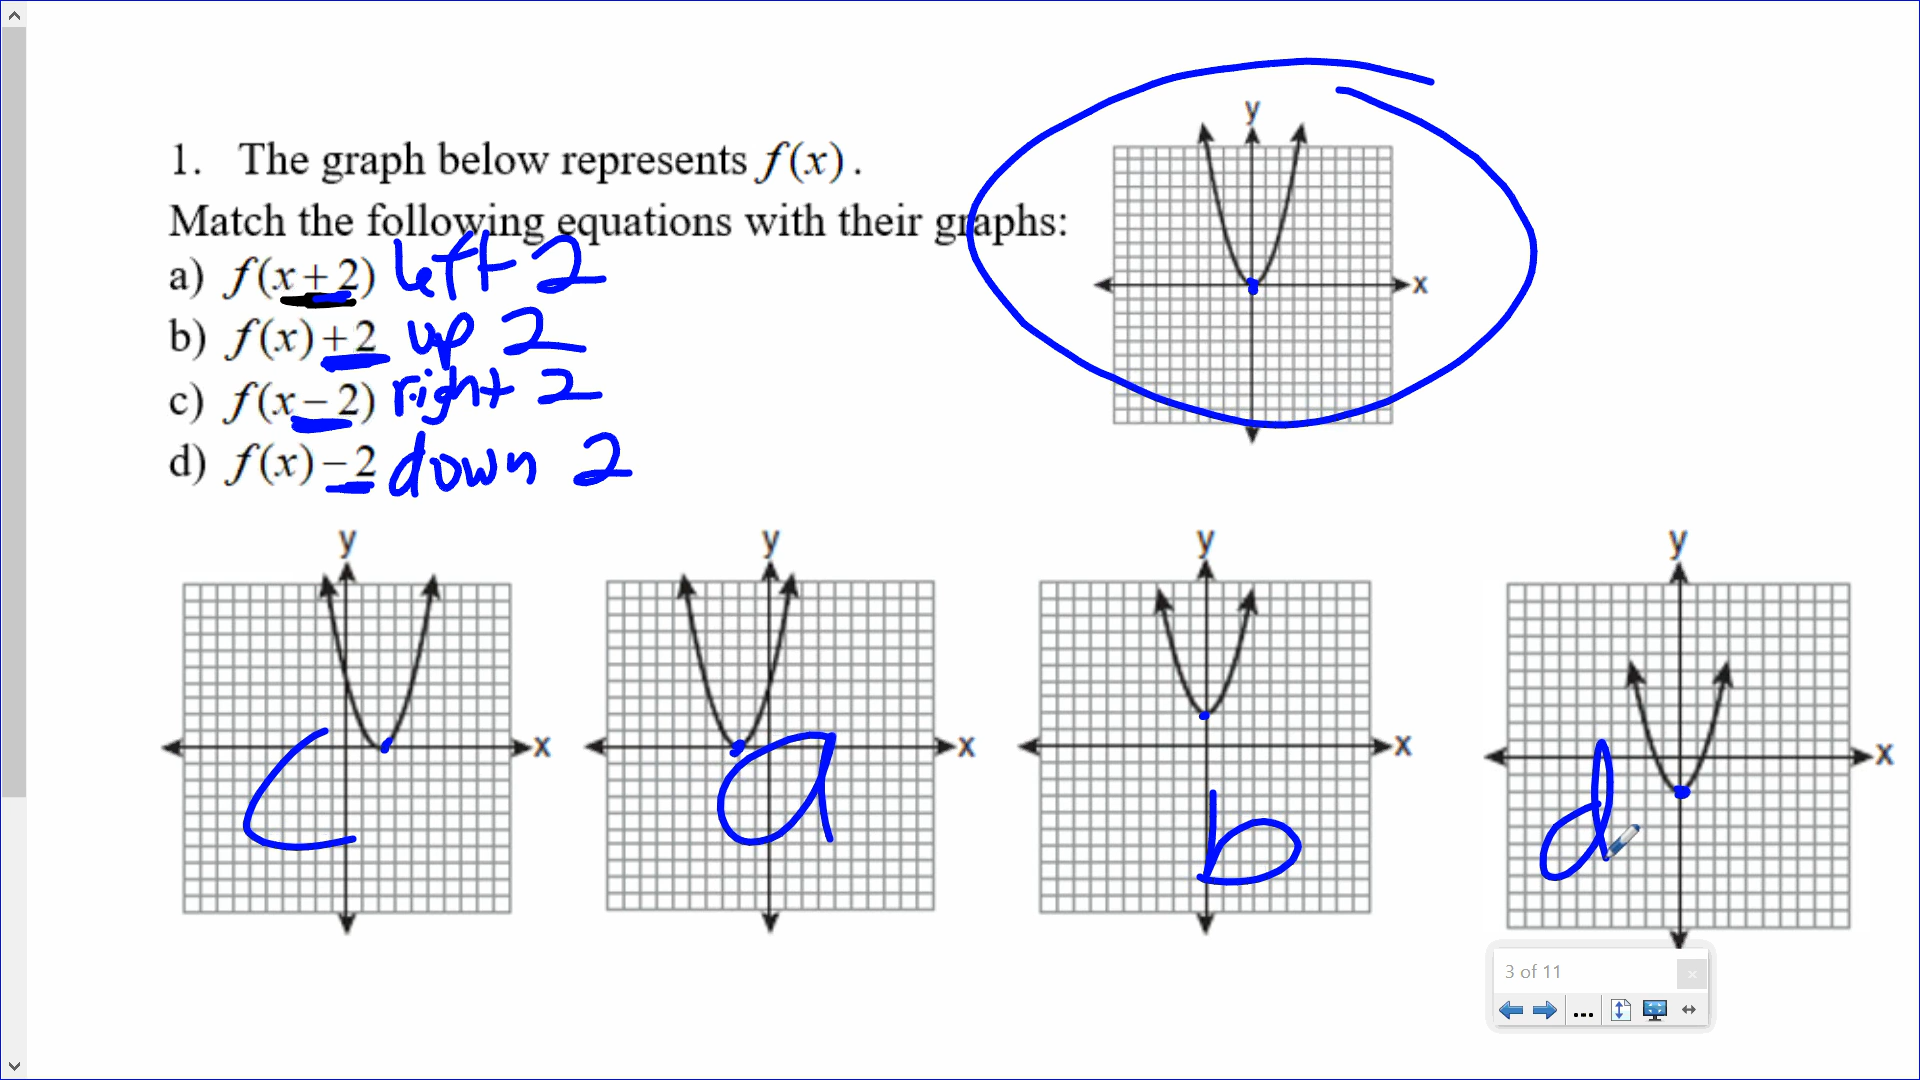 1. The graph below represents f(x).
Match the following equations with their graphs:
a) f(x+2) left 2
b) f(x)+2 up 2
c) f(x−2) right 2
d) f(x)−2 down 2
y
x
y
x
c
y
x
a
y
x
b
y
x
d
3 of 11
...